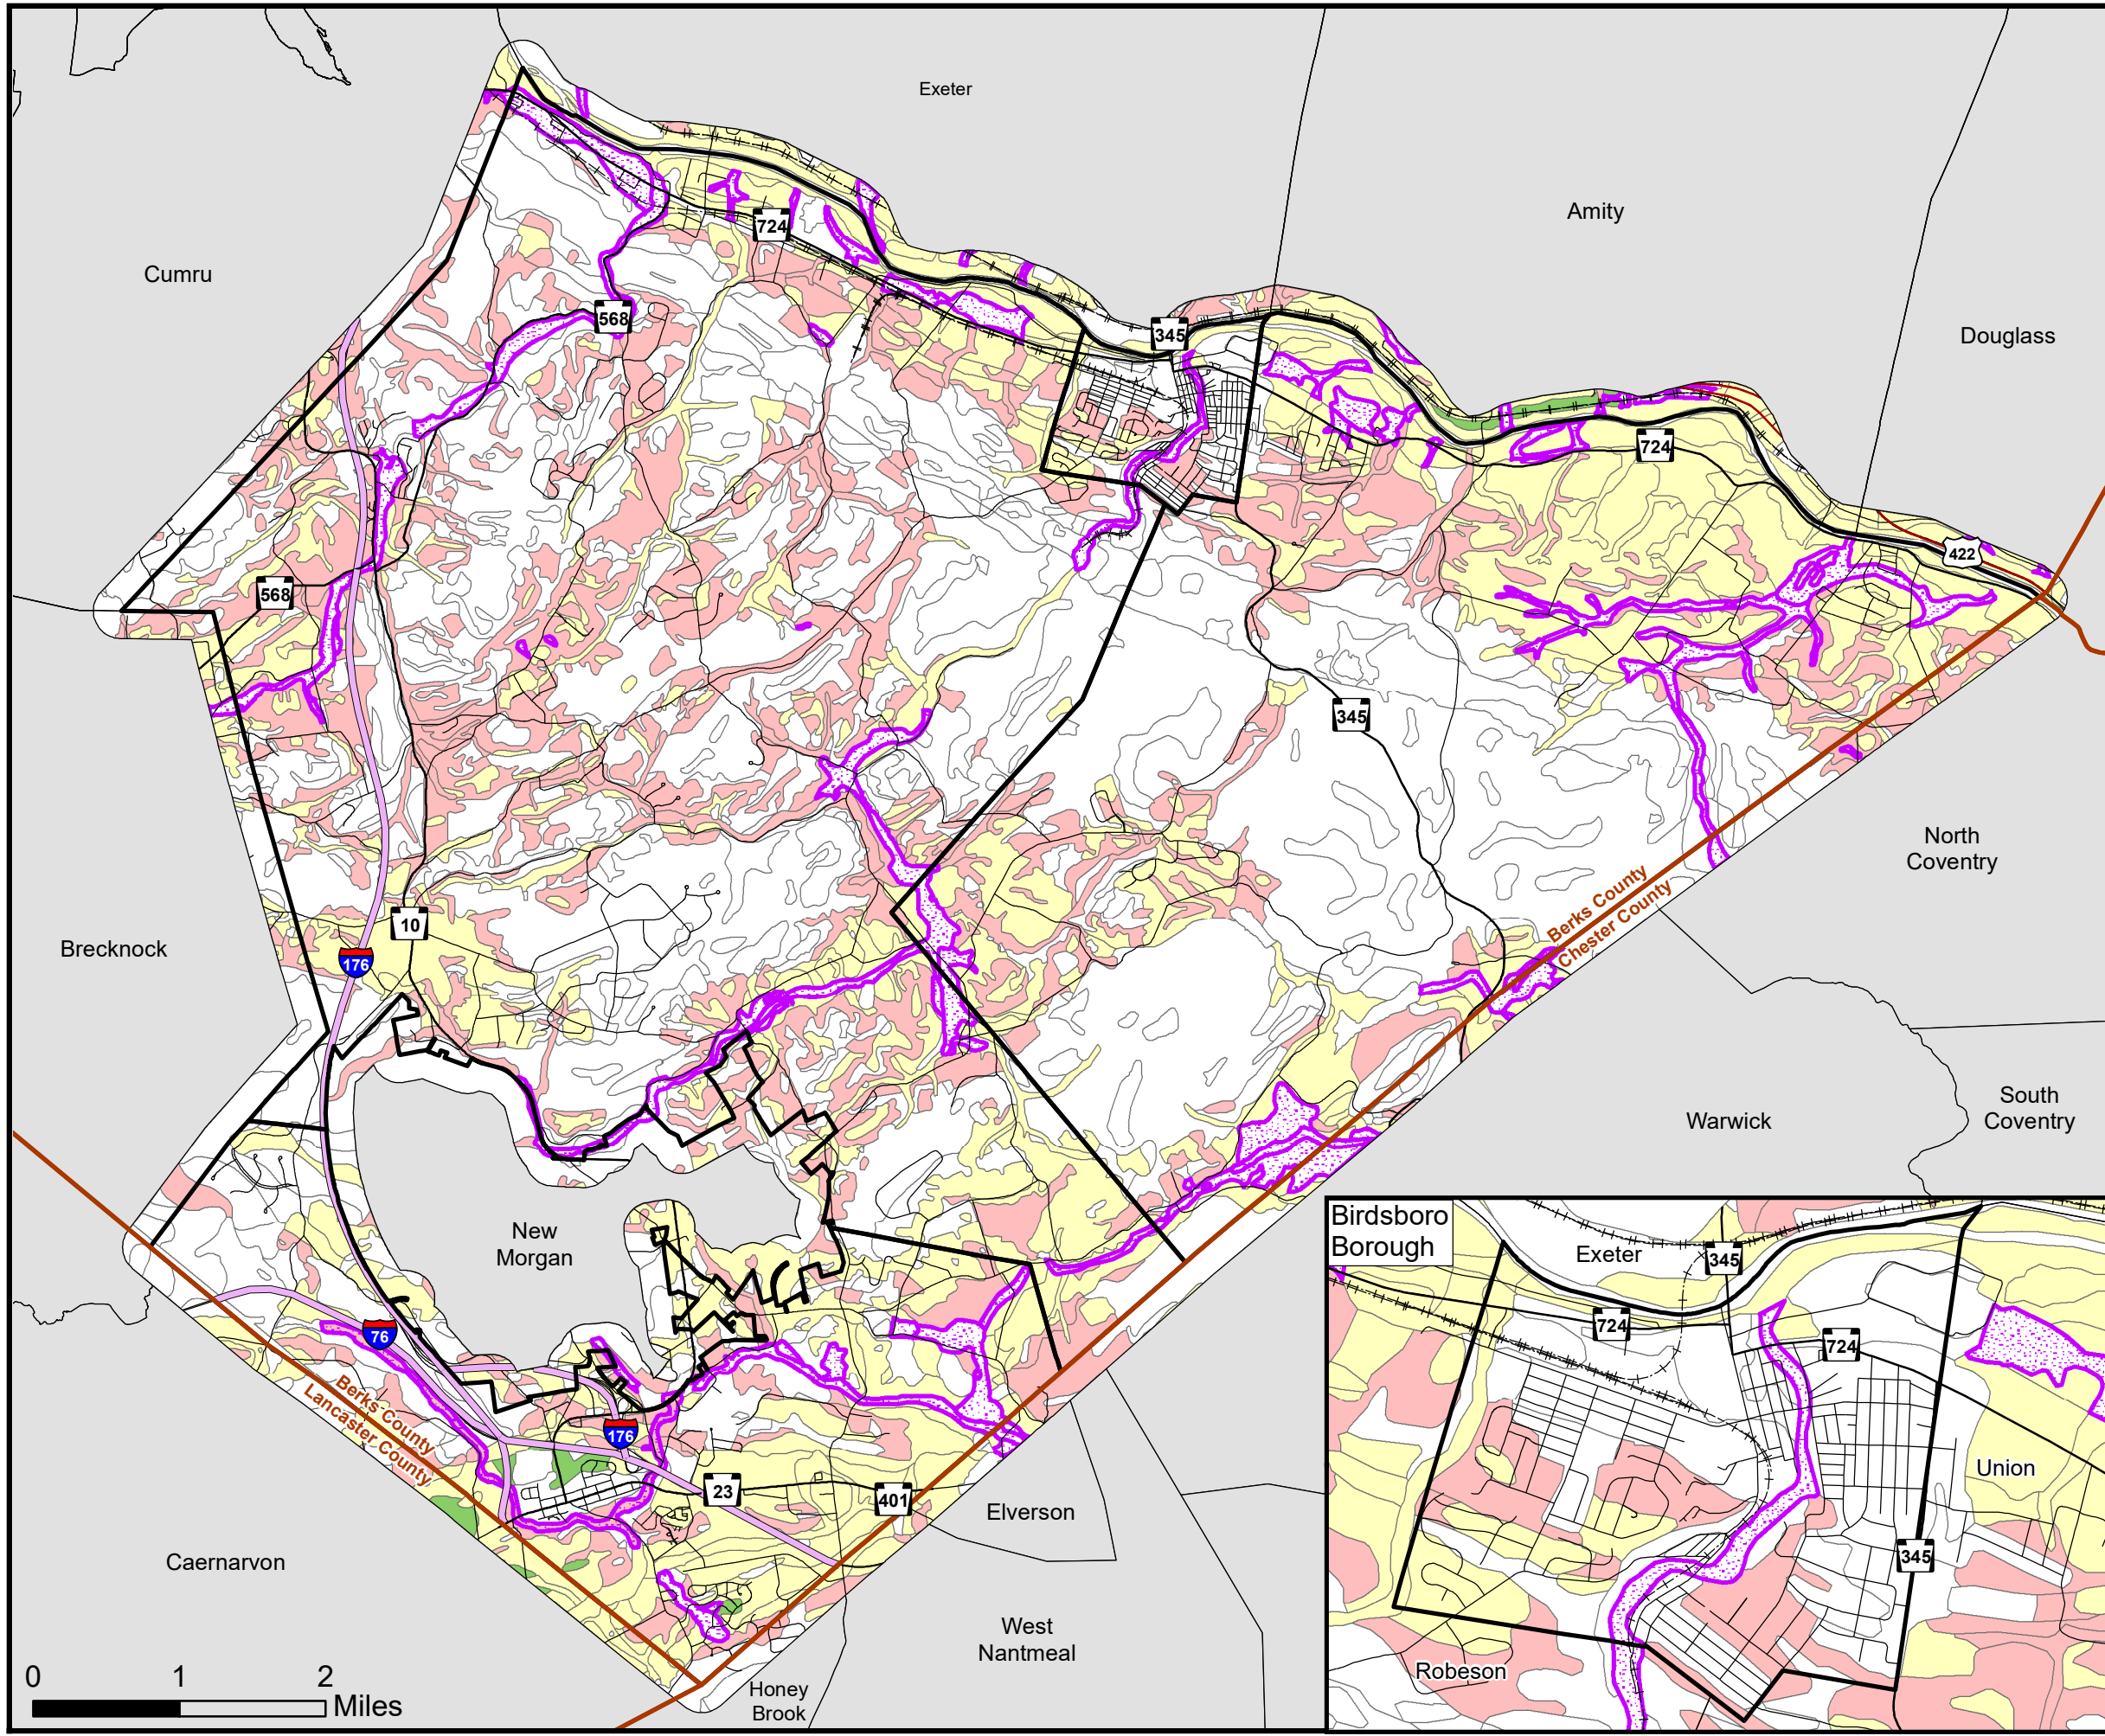 Exeter
Amity
Cumru
Douglass
724
568
345
724
422
568
345
North
Coventry
Berks County
Chester County
10
Brecknock
176
South
Coventry
Warwick
New
Morgan
76
Berks County
Lancaster County
176
23
401
Elverson
Caernarvon
West
Nantmeal
Honey
Brook
0 1 2
Miles
Birdsboro
Borough
Exeter
345
724
724
Union
345
Robeson